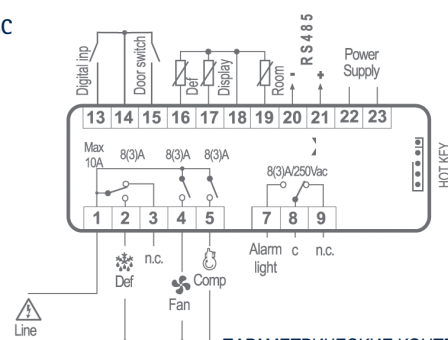 С
Digital inp
Door switch
Def
Display
Room
-
+
RS485
Power
Supply
13 14 15 16 17 18 19 20 21 22 23
Max
10A
8(3)A 8(3)A 8(3)A
8(3)A/250Vac
HOT KEY
1 2 3 4 5 7 8 9
n.c.
Alarm
light
c
n.c.
Def
Comp
Fan
Line